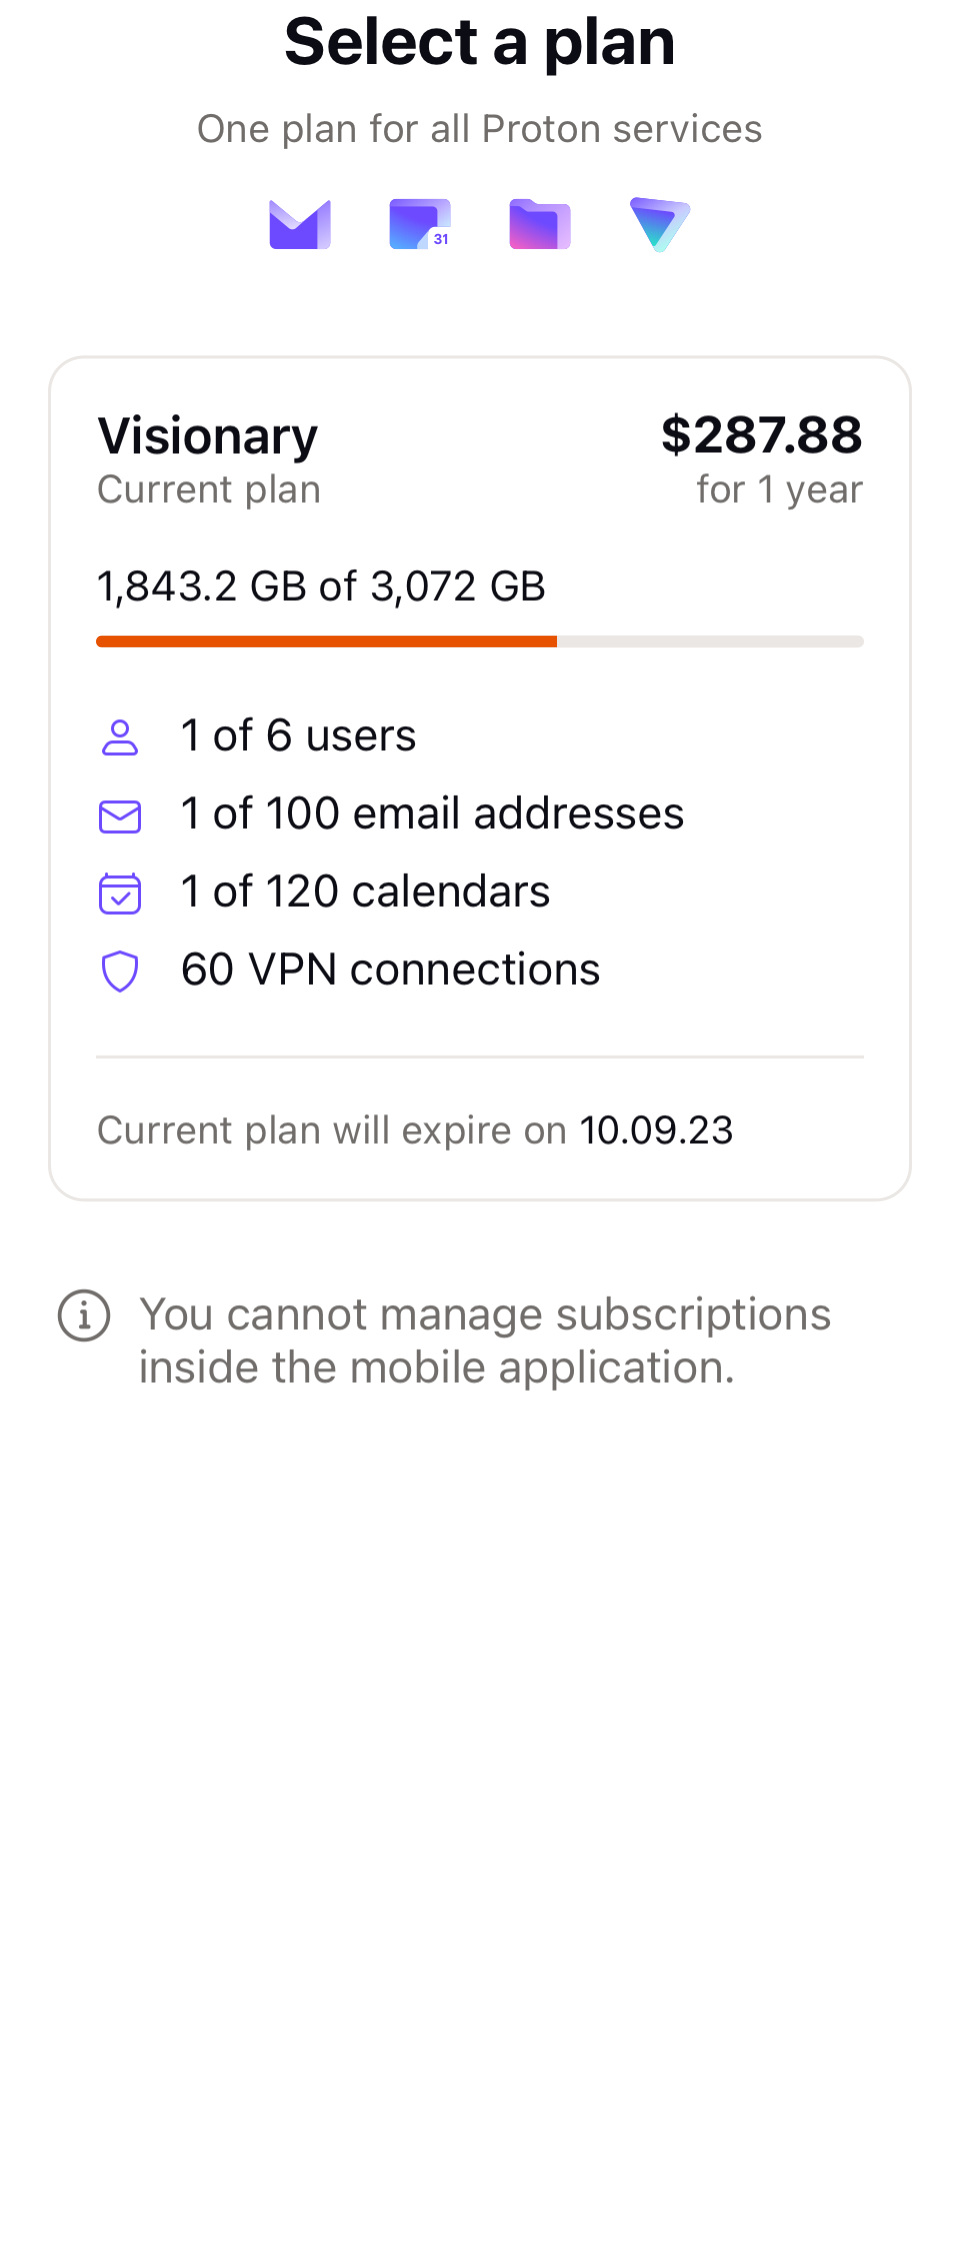 Select a plan
One plan for all Proton services
31
Visionary
$287.88
Current plan
for 1 year
1,843.2 GB of 3,072 GB
1 of 6 users
1 of 100 email addresses
1 of 120 calendars
60 VPN connections
Current plan will expire on 10.09.23
You cannot manage subscriptions
inside the mobile application.